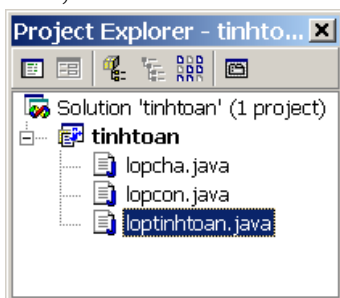 Project Explorer - tinhto...
Solution 'tinhtoan' (1 project)
tinhtoan
lopcha.java
lopcon.java
loptinhtoan.java